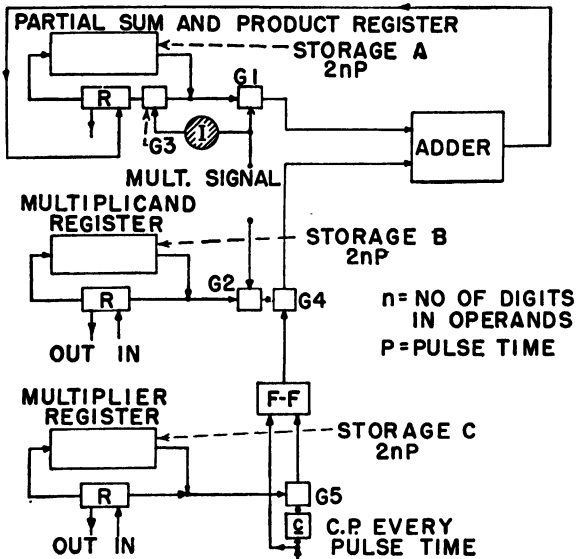 PARTIAL SUM AND PRODUCT REGISTER
STORAGE A
2nP
R
G3
I
G1
ADDER
MULT. SIGNAL
MULTIPLICAND
REGISTER
STORAGE B
2nP
R
G2
G4
OUT IN
n = NO OF DIGITS
IN OPERANDS
P = PULSE TIME
F-F
MULTIPLIER
REGISTER
STORAGE C
2nP
R
G5
OUT IN
C
C.P. EVERY
PULSE TIME